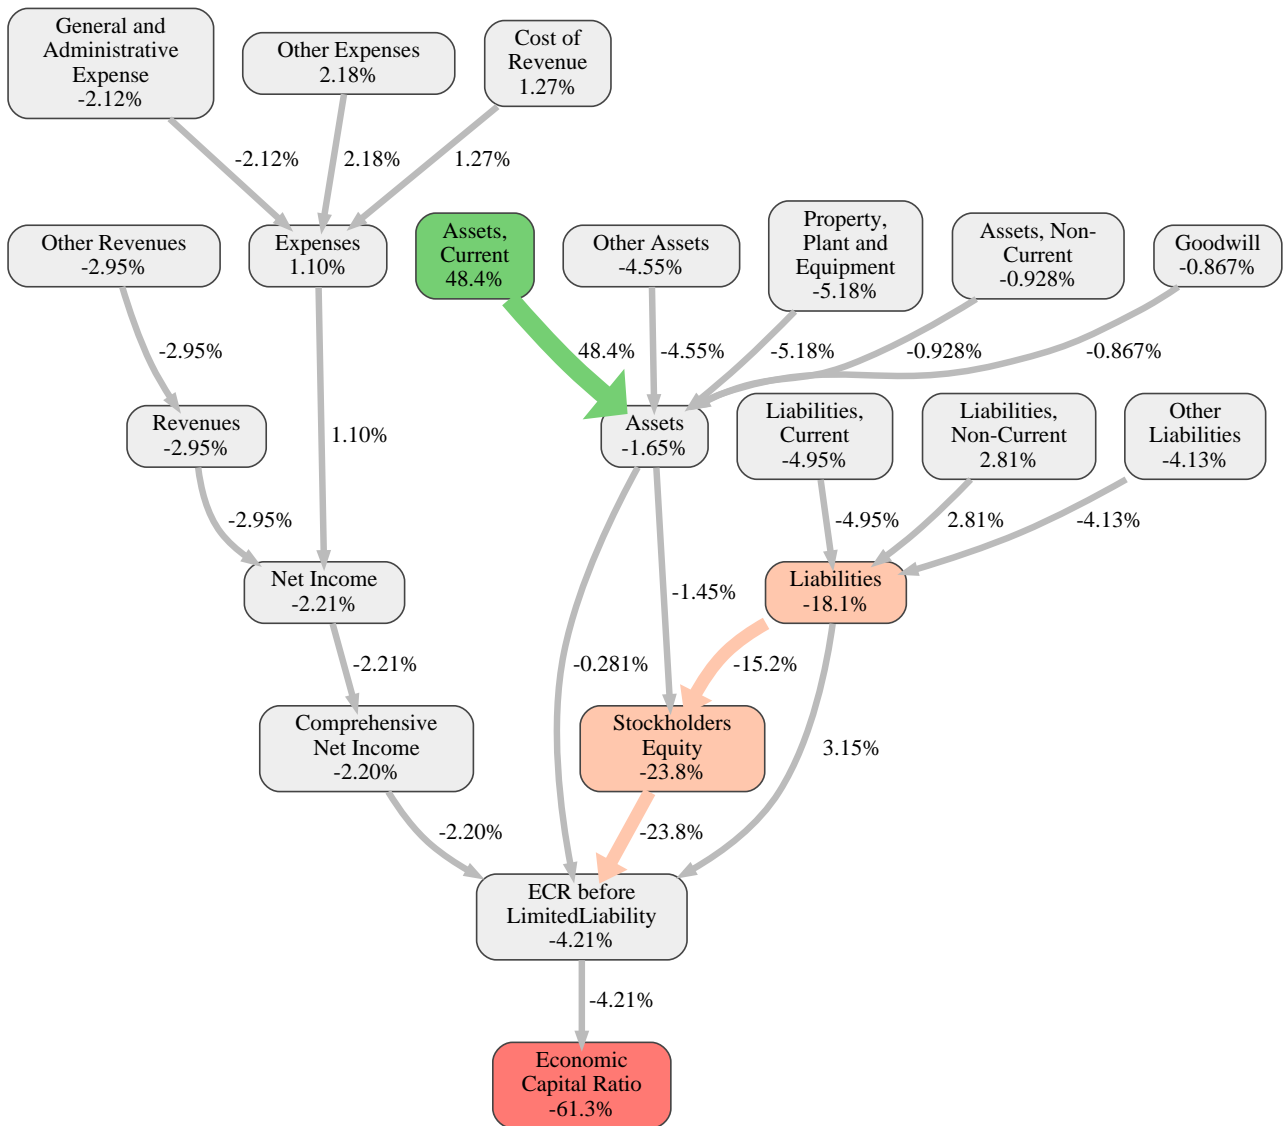 General and
Administrative
Expense
-2.12%
Other Expenses
2.18%
Cost of
Revenue
1.27%
-2.12%
2.18%
1.27%
Other Revenues
-2.95%
Expenses
1.10%
Assets,
Current
48.4%
Other Assets
-4.55%
Property,
Plant and
Equipment
-5.18%
Assets, Non-
Current
-0.928%
Goodwill
-0.867%
-2.95%
48.4%
-4.55%
-5.18%
-0.928%
-0.867%
Revenues
-2.95%
1.10%
Assets
-1.65%
Liabilities,
Current
-4.95%
Liabilities,
Non-Current
2.81%
Other
Liabilities
-4.13%
-2.95%
-4.95%
2.81%
-4.13%
Net Income
-2.21%
-1.45%
Liabilities
-18.1%
-2.21%
-0.281%
-15.2%
Comprehensive
Net Income
-2.20%
Stockholders
Equity
-23.8%
3.15%
-2.20%
-23.8%
ECR before
LimitedLiability
-4.21%
-4.21%
Economic
Capital Ratio
-61.3%